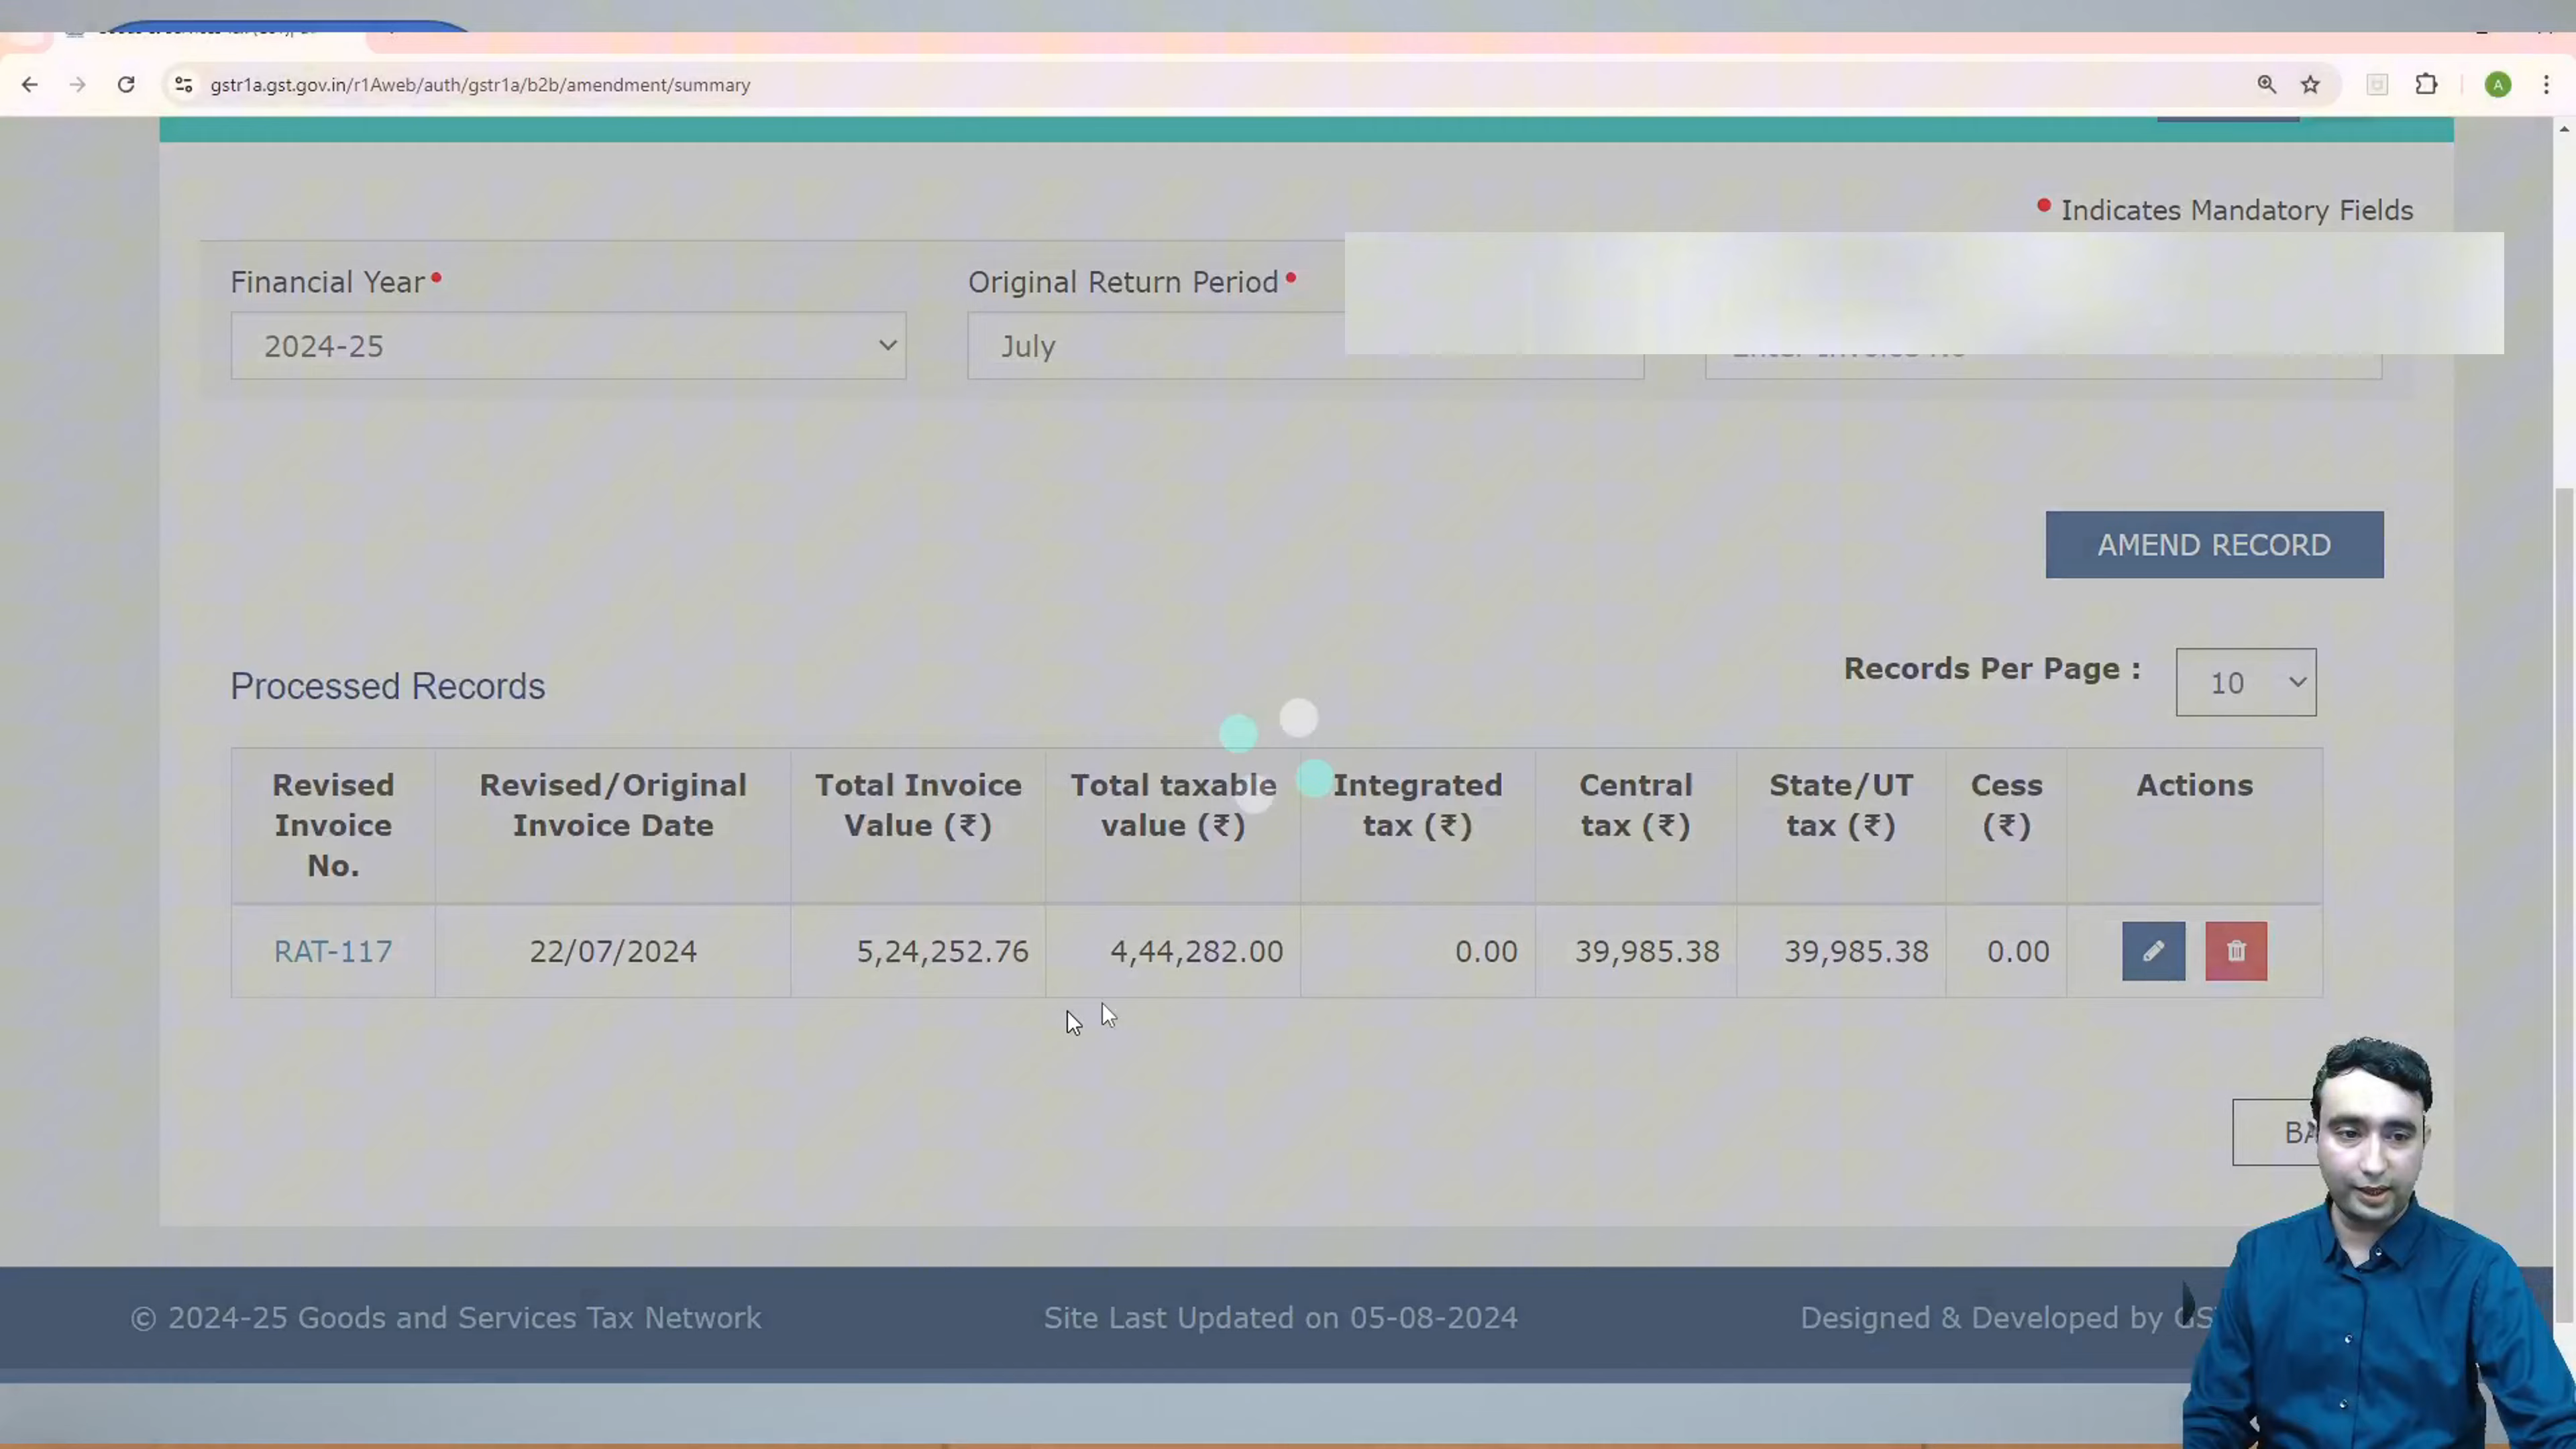 gstr1a.gst.gov.in/r1Aweb/auth/gstr1a/b2b/amendment/summary
A
• Indicates Mandatory Fields
Financial Year•
Original Return Period•
2024-25
July
AMEND RECORD
Processed Records
Records Per Page :
10
Revised Invoice No.
Revised/Original Invoice Date
Total Invoice Value (₹)
Total taxable value (₹)
Integrated tax (₹)
Central tax (₹)
State/UT tax (₹)
Cess (₹)
Actions
RAT-117
22/07/2024
5,24,252.76
4,44,282.00
0.00
39,985.38
39,985.38
0.00
© 2024-25 Goods and Services Tax Network
Site Last Updated on 05-08-2024
Designed & Developed by